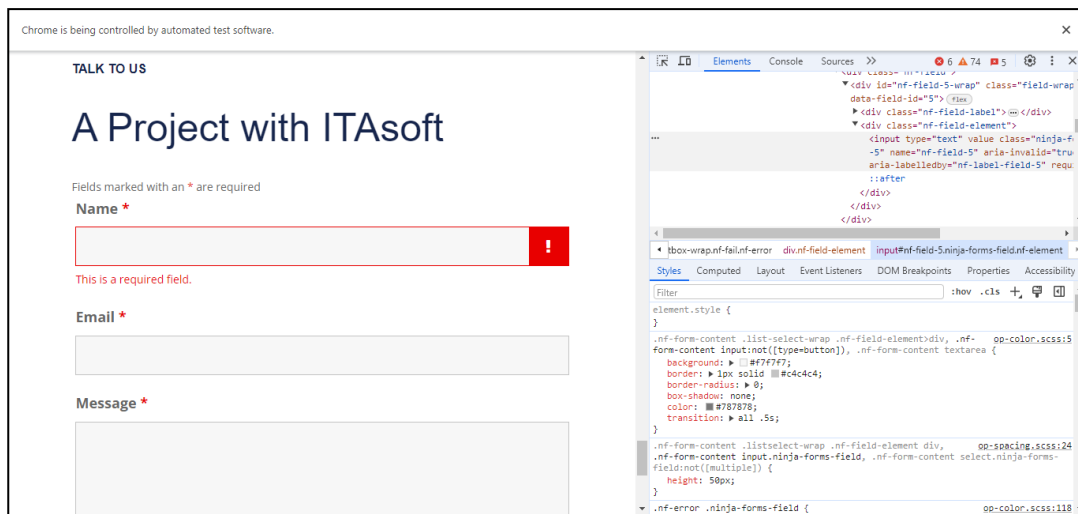 Chrome is being controlled by automated test software.
TALK TO US
A Project with ITAsoft
Fields marked with an * are required
Name *
!
This is a required field.
Email *
Message *
Elements Console Sources 6 74 5
<div class="nf-field">
<div id="nf-field-5-wrap" class="field-wrap
data-field-id="5"> flex
<div class="nf-field-label">…</div>
<div class="nf-field-element">
<input type="text" value class="ninja-fo
-5" name="nf-field-5" aria-invalid="true
aria-labelledby="nf-label-field-5" requi
::after
</div>
</div>
</div>
tbox-wrap.nf-fail.nf-error div.nf-field-element input#nf-field-5.ninja-forms-field.nf-element
Styles Computed Layout Event Listeners DOM Breakpoints Properties Accessibility
Filter :hov .cls
element.style {
}
.nf-form-content .list-select-wrap .nf-field-element>div, .nf- op-color.scss:5
form-content input:not([type=button]), .nf-form-content textarea {
background: #f7f7f7;
border: 1px solid #c4c4c4;
border-radius: 0;
box-shadow: none;
color: #787878;
transition: all .5s;
}
.nf-form-content .listselect-wrap .nf-field-element div, op-spacing.scss:24
.nf-form-content input.ninja-forms-field, .nf-form-content select.ninja-forms-
field:not([multiple]) {
height: 50px;
}
.nf-error .ninja-forms-field { op-color.scss:118